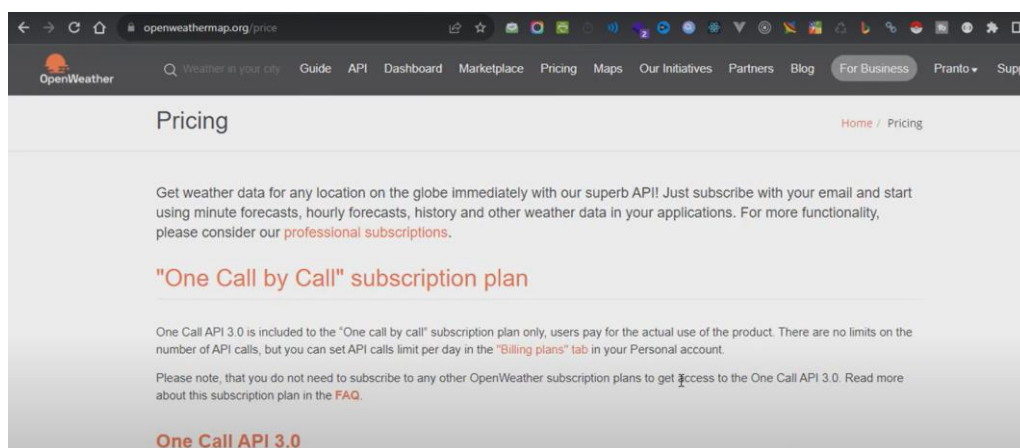 openweathermap.org/price
2
OpenWeather
Weather in your city Guide API Dashboard Marketplace Pricing Maps Our Initiatives Partners Blog For Business Pranto Supp
Pricing
Home / Pricing
Get weather data for any location on the globe immediately with our superb API! Just subscribe with your email and start
using minute forecasts, hourly forecasts, history and other weather data in your applications. For more functionality,
please consider our professional subscriptions.
"One Call by Call" subscription plan
One Call API 3.0 is included to the "One call by call" subscription plan only, users pay for the actual use of the product. There are no limits on the
number of API calls, but you can set API calls limit per day in the "Billing plans" tab in your Personal account.
Please note, that you do not need to subscribe to any other OpenWeather subscription plans to get access to the One Call API 3.0. Read more
about this subscription plan in the FAQ.
One Call API 3.0